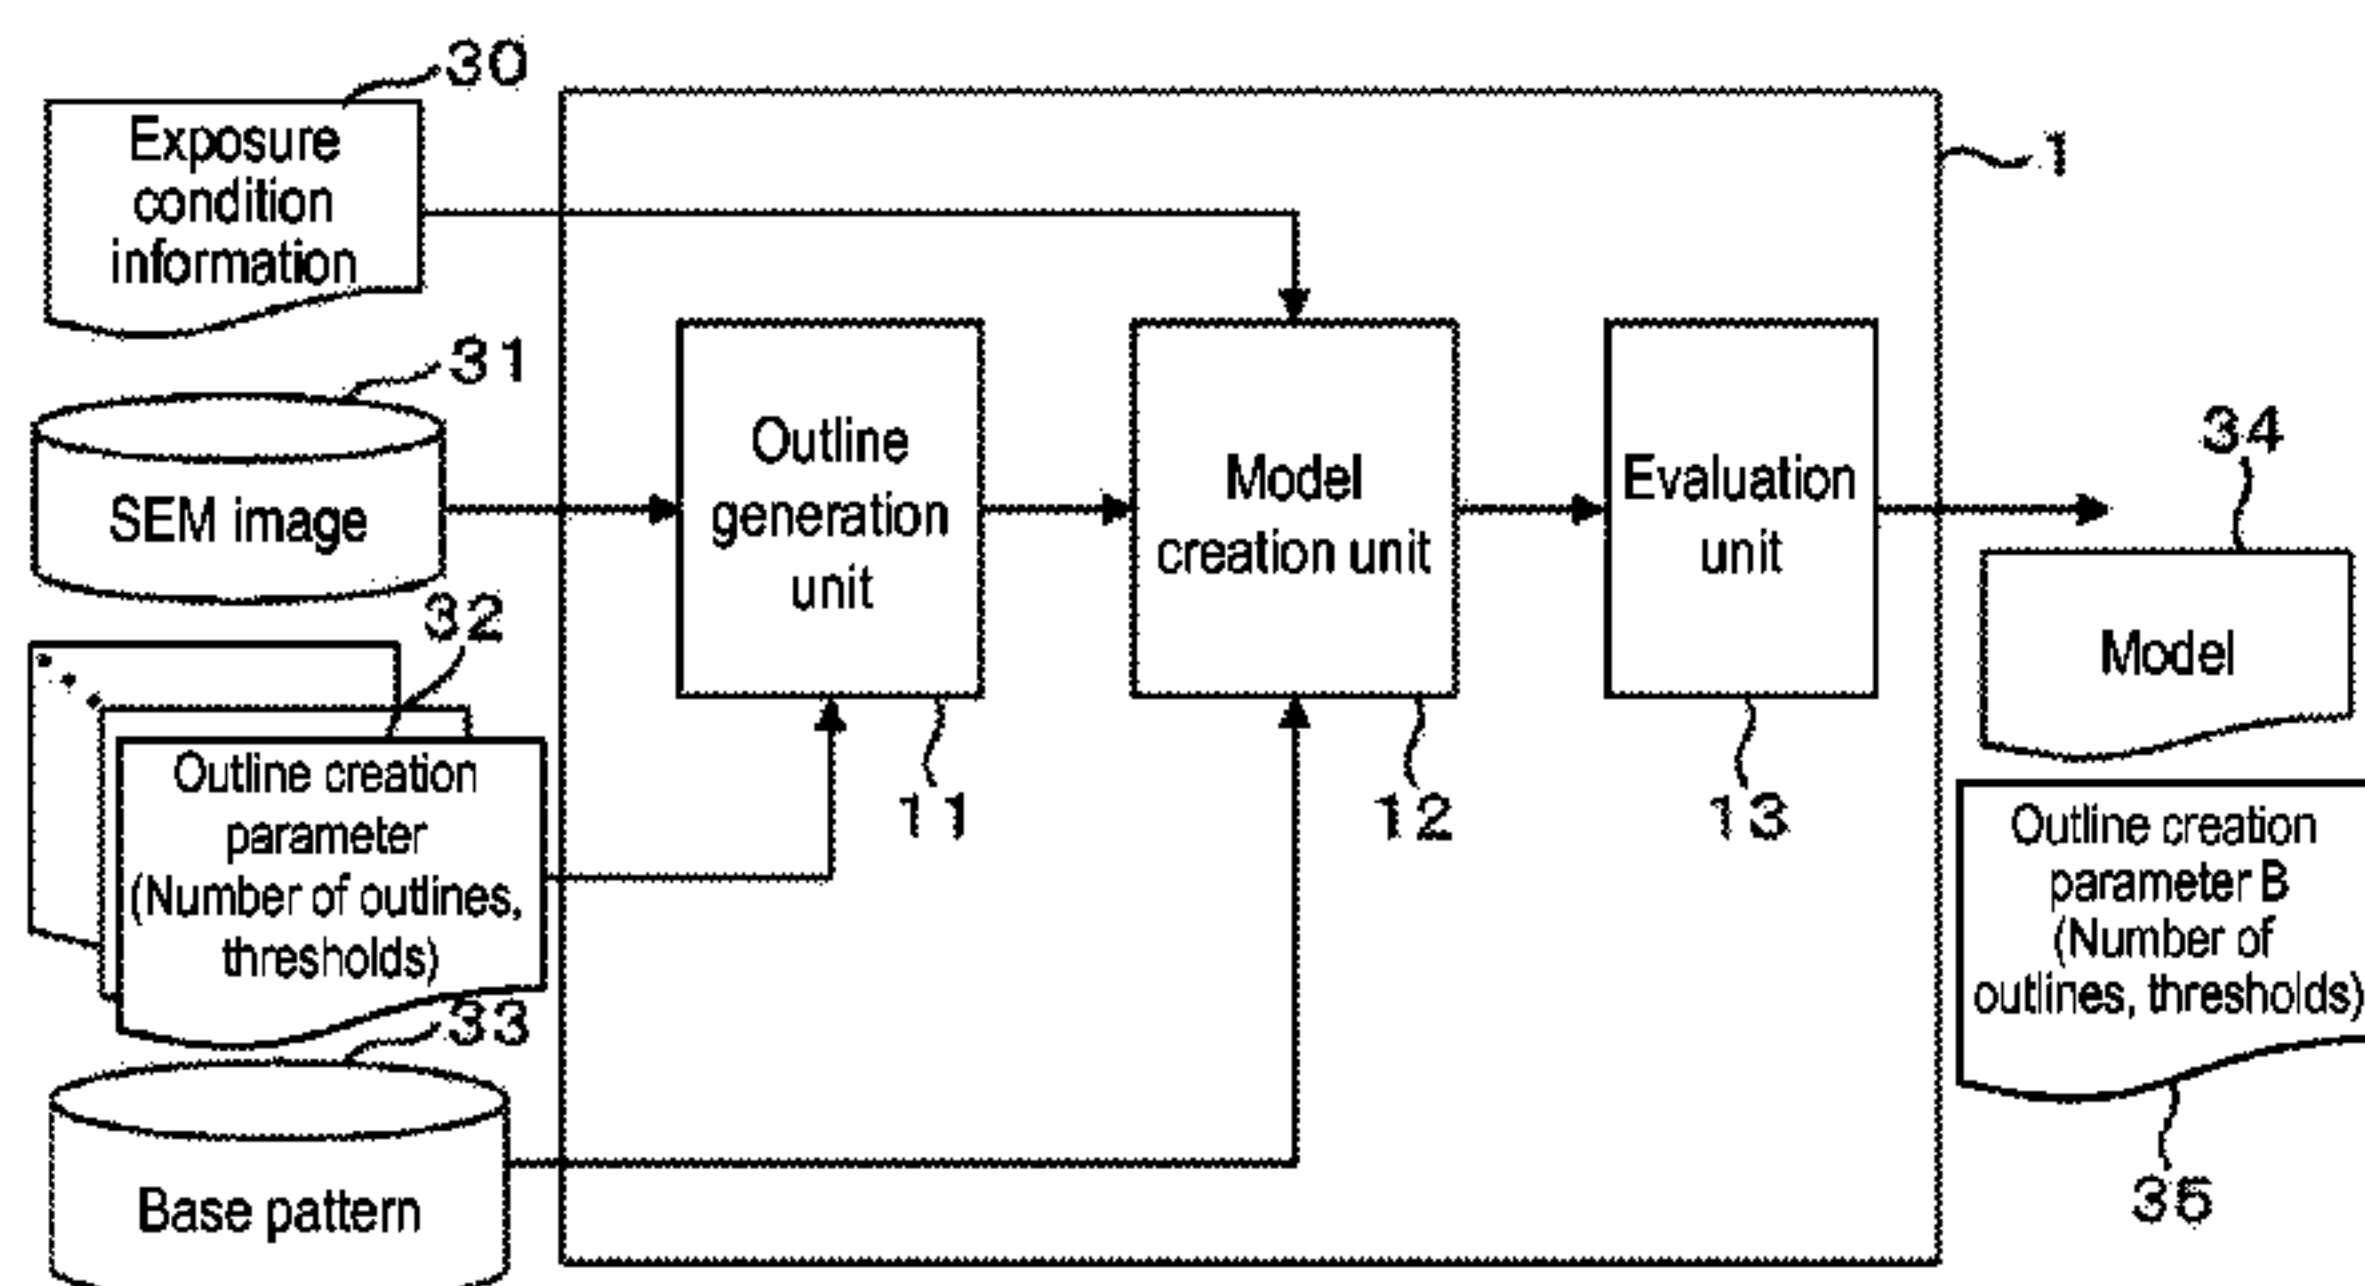 30
Exposure
condition
information
1
31
SEM image
Outline
generation
unit
11
Model
creation unit
12
Evaluation
unit
13
34
Model
32
Outline creation
parameter
(Number of outlines,
thresholds)
Outline creation
parameter B
(Number of
outlines, thresholds)
35
33
Base pattern